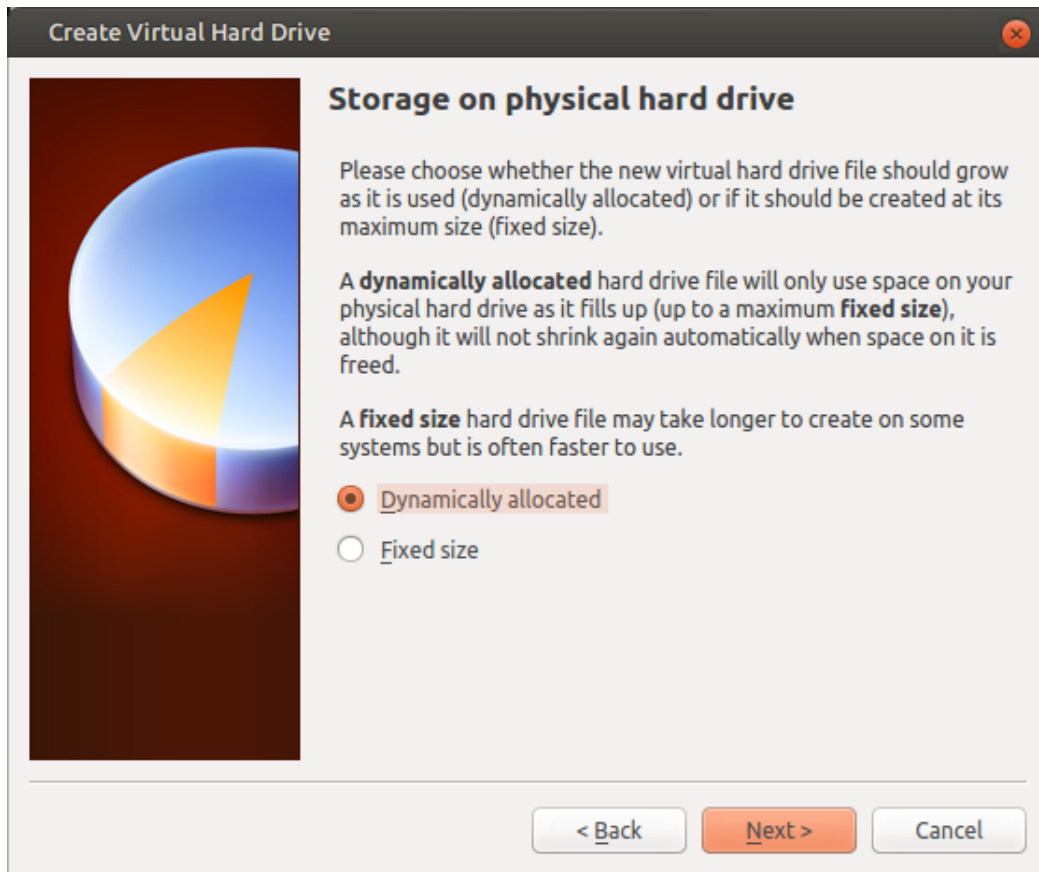 Create Virtual Hard Drive
Storage on physical hard drive
Please choose whether the new virtual hard drive file should grow
as it is used (dynamically allocated) or if it should be created at its
maximum size (fixed size).
A dynamically allocated hard drive file will only use space on your
physical hard drive as it fills up (up to a maximum fixed size),
although it will not shrink again automatically when space on it is
freed.
A fixed size hard drive file may take longer to create on some
systems but is often faster to use.
Dynamically allocated
Fixed size
< Back
Next >
Cancel